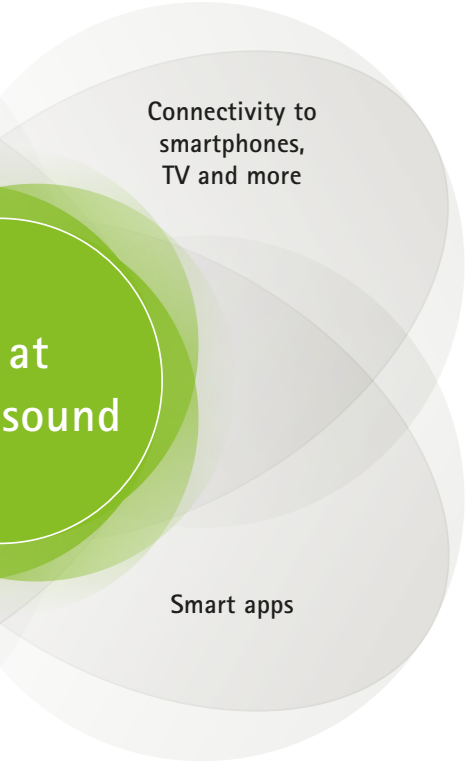 Connectivity to
smartphones,
TV and more
at
sound
Smart apps